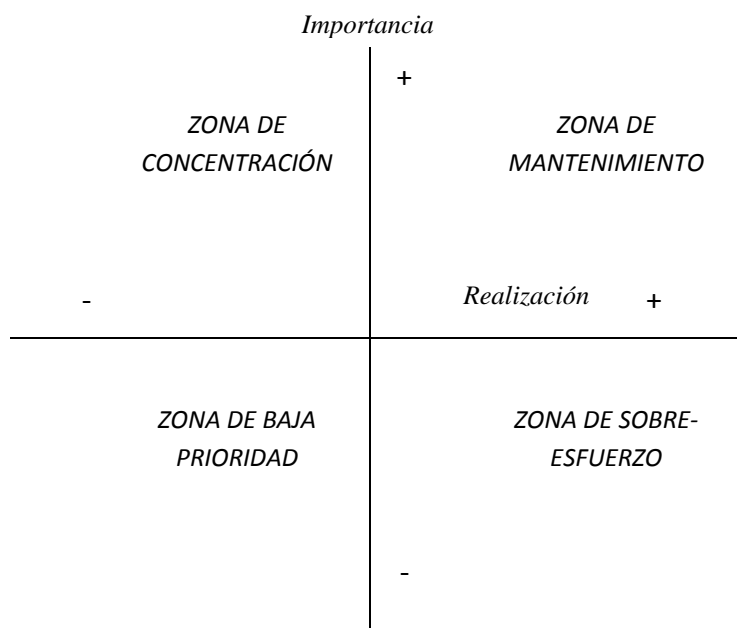 Importancia
+
ZONA DE
CONCENTRACIÓN
ZONA DE
MANTENIMIENTO
-
Realización
+
ZONA DE BAJA
PRIORIDAD
ZONA DE SOBRE-
ESFUERZO
-